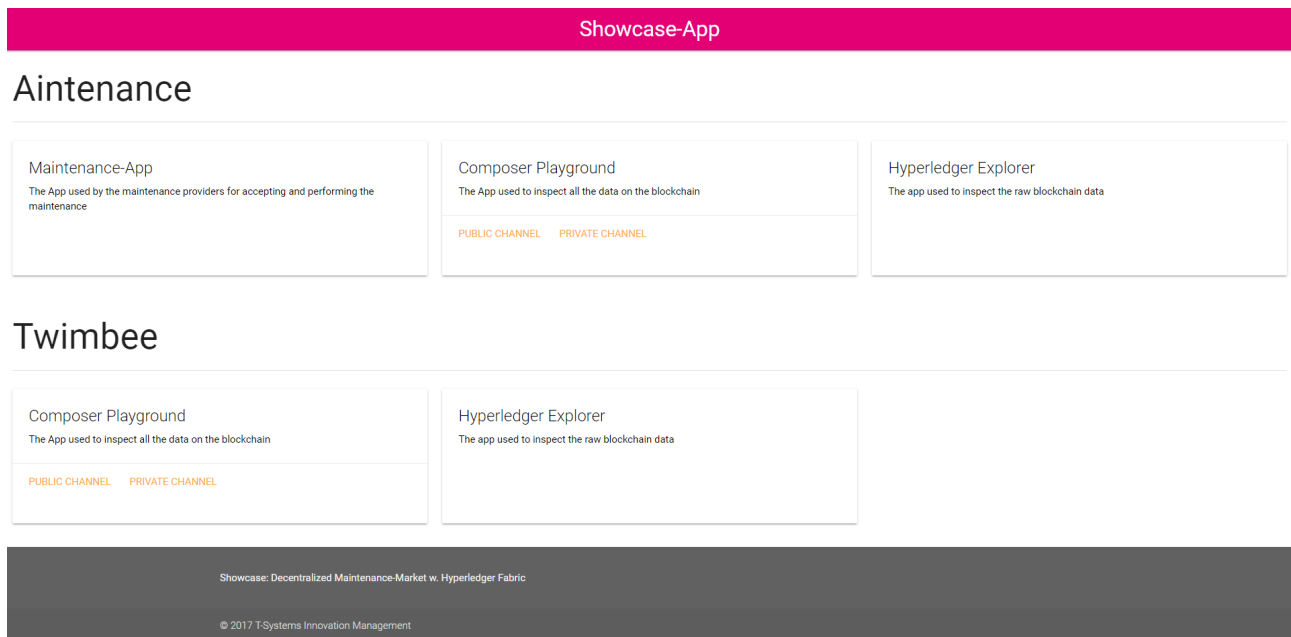 Showcase-App
Aintenance
Maintenance-App
The App used by the maintenance providers for accepting and performing the
maintenance
Composer Playground
The App used to inspect all the data on the blockchain
PUBLIC CHANNEL PRIVATE CHANNEL
Hyperledger Explorer
The app used to inspect the raw blockchain data
Twimbee
Composer Playground
The App used to inspect all the data on the blockchain
PUBLIC CHANNEL PRIVATE CHANNEL
Hyperledger Explorer
The app used to inspect the raw blockchain data
Showcase: Decentralized Maintenance-Market w. Hyperledger Fabric
© 2017 T-Systems Innovation Management